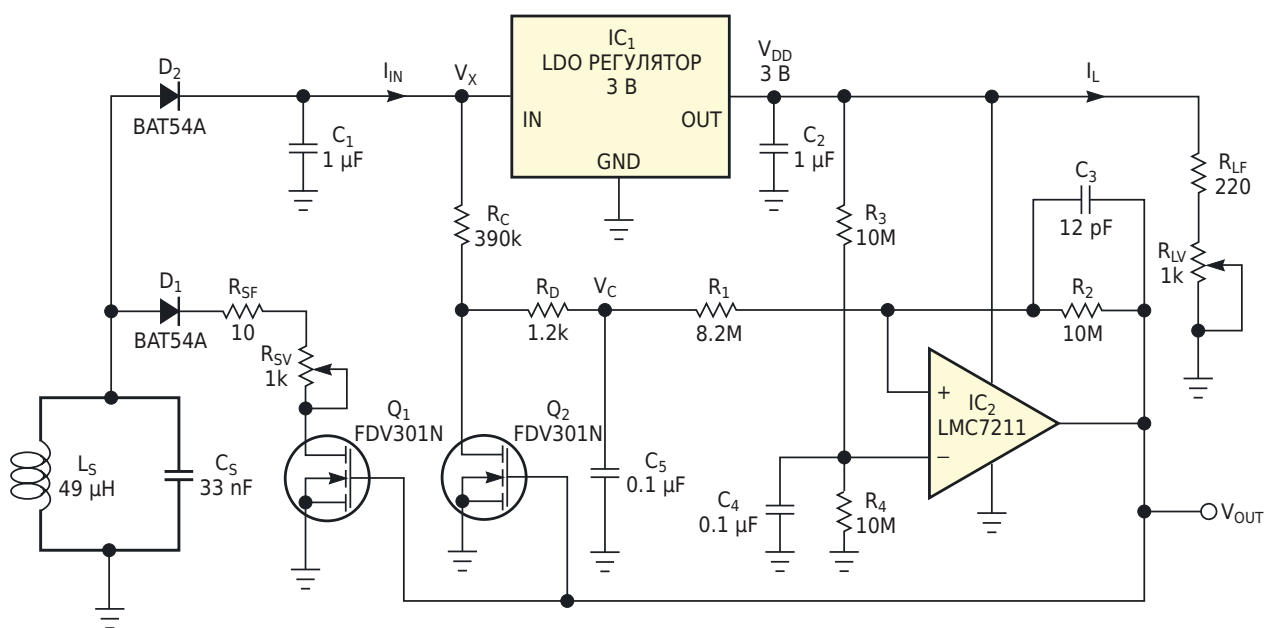 IC1
LDO РЕГУЛЯТОР
3 В
IN
OUT
GND
D2
BAT54A
IIN
VX
C1
1 µF
VDD
3 В
C2
1 µF
IL
RLF
220
RLV
1k
C3
12 pF
RC
390k
R3
10M
D1
BAT54A
RSF
10
RSV
1k
RD
1.2k
VC
R1
8.2M
R2
10M
Q1
FDV301N
Q2
FDV301N
+
IC2
LMC7211
−
LS
49 µH
CS
33 nF
C5
0.1 µF
C4
0.1 µF
R4
10M
VOUT